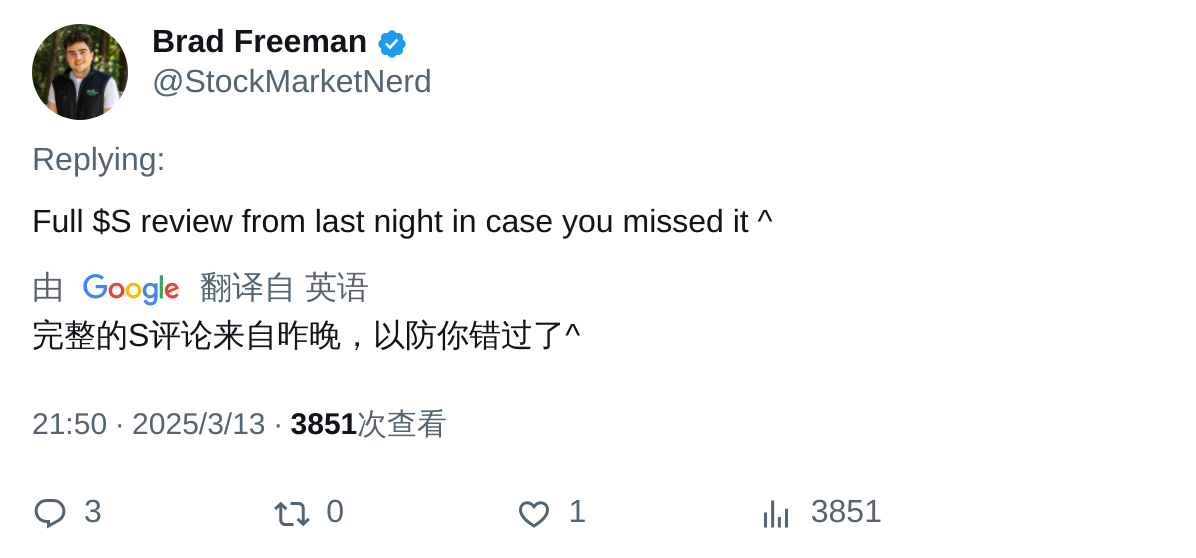 Brad Freeman
@StockMarketNerd
Replying:
Full $S review from last night in case you missed it ^
由 Google 翻译自 英语
完整的S评论来自昨晚，以防你错过了^
21:50 · 2025/3/13 · 3851次查看
3 0 1 3851